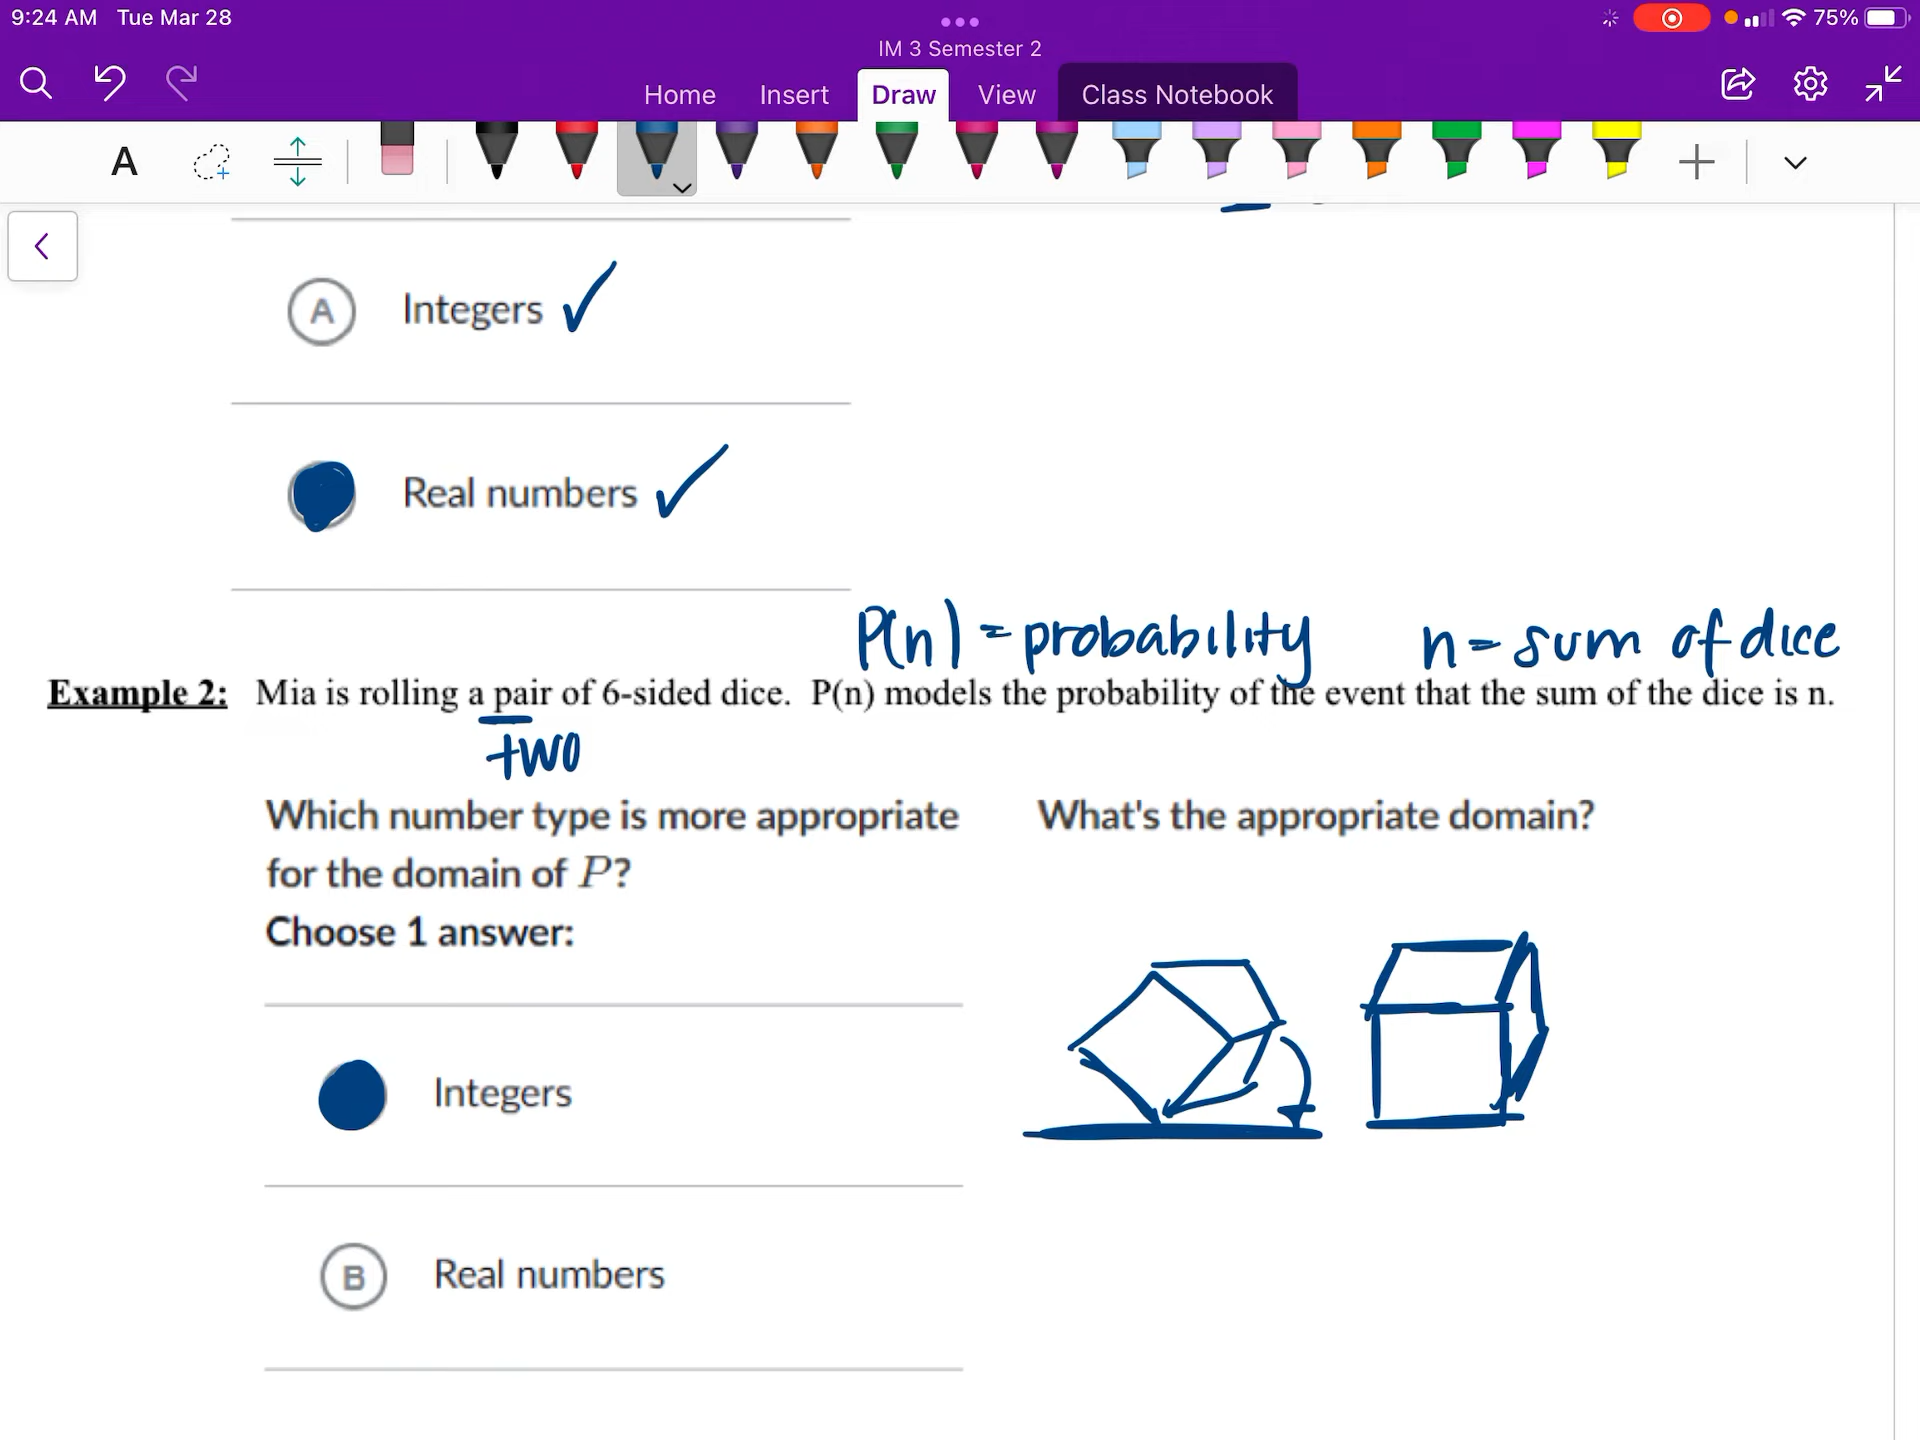 9:24 AM Tue Mar 28
75%
IM 3 Semester 2
Home Insert Draw View Class Notebook
A
A Integers
Real numbers
P(n) = probability n = sum of dice
Example 2: Mia is rolling a pair of 6-sided dice. P(n) models the probability of the event that the sum of the dice is n.
two
Which number type is more appropriate
for the domain of P?
Choose 1 answer:
What's the appropriate domain?
Integers
B Real numbers